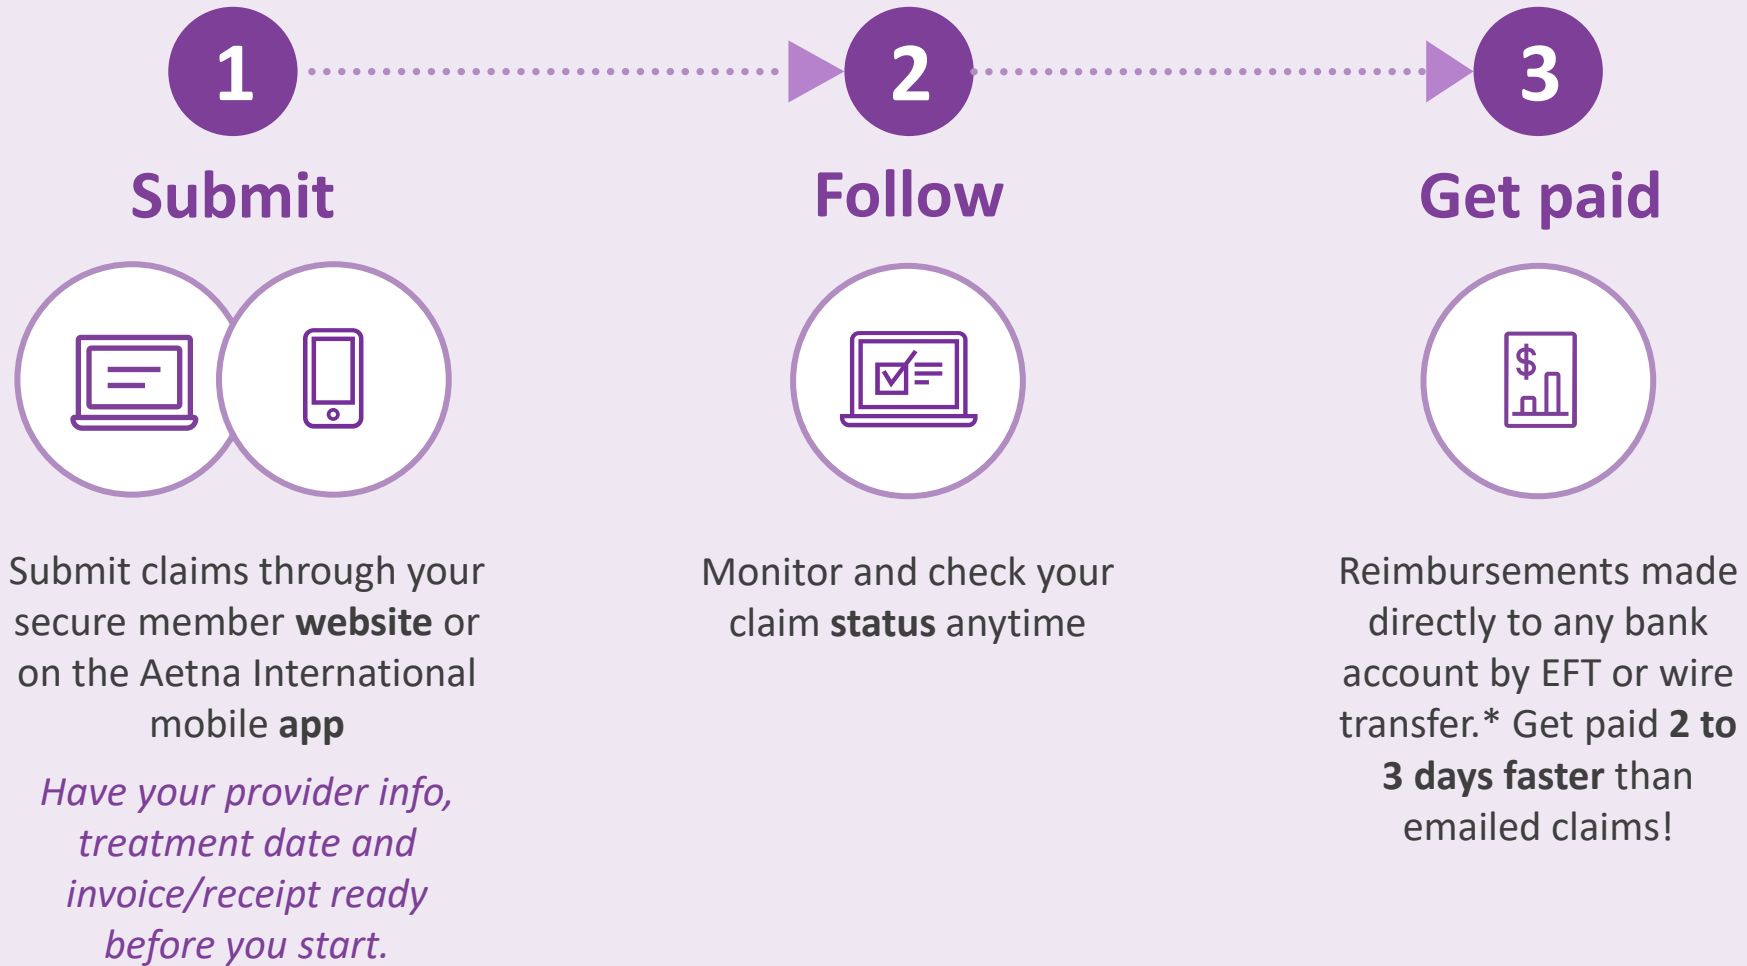 1
Submit
Submit claims through your
secure member website or
on the Aetna International
mobile app
Have your provider info,
treatment date and
invoice/receipt ready
before you start.
2
Follow
Monitor and check your
claim status anytime
3
Get paid
$
Reimbursements made
directly to any bank
account by EFT or wire
transfer.* Get paid 2 to
3 days faster than
emailed claims!